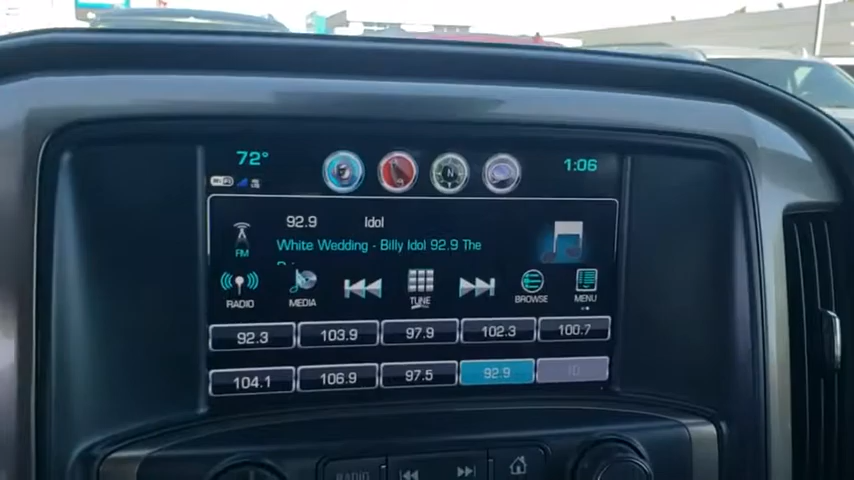 72° 1:06
WiFi
N
92.9 Idol
White Wedding - Billy Idol 92.9 The
FM
RADIO MEDIA TUNE BROWSE MENU
92.3 103.9 97.9 102.3 100.7
104.1 106.9 97.5 92.9 10
RADIO